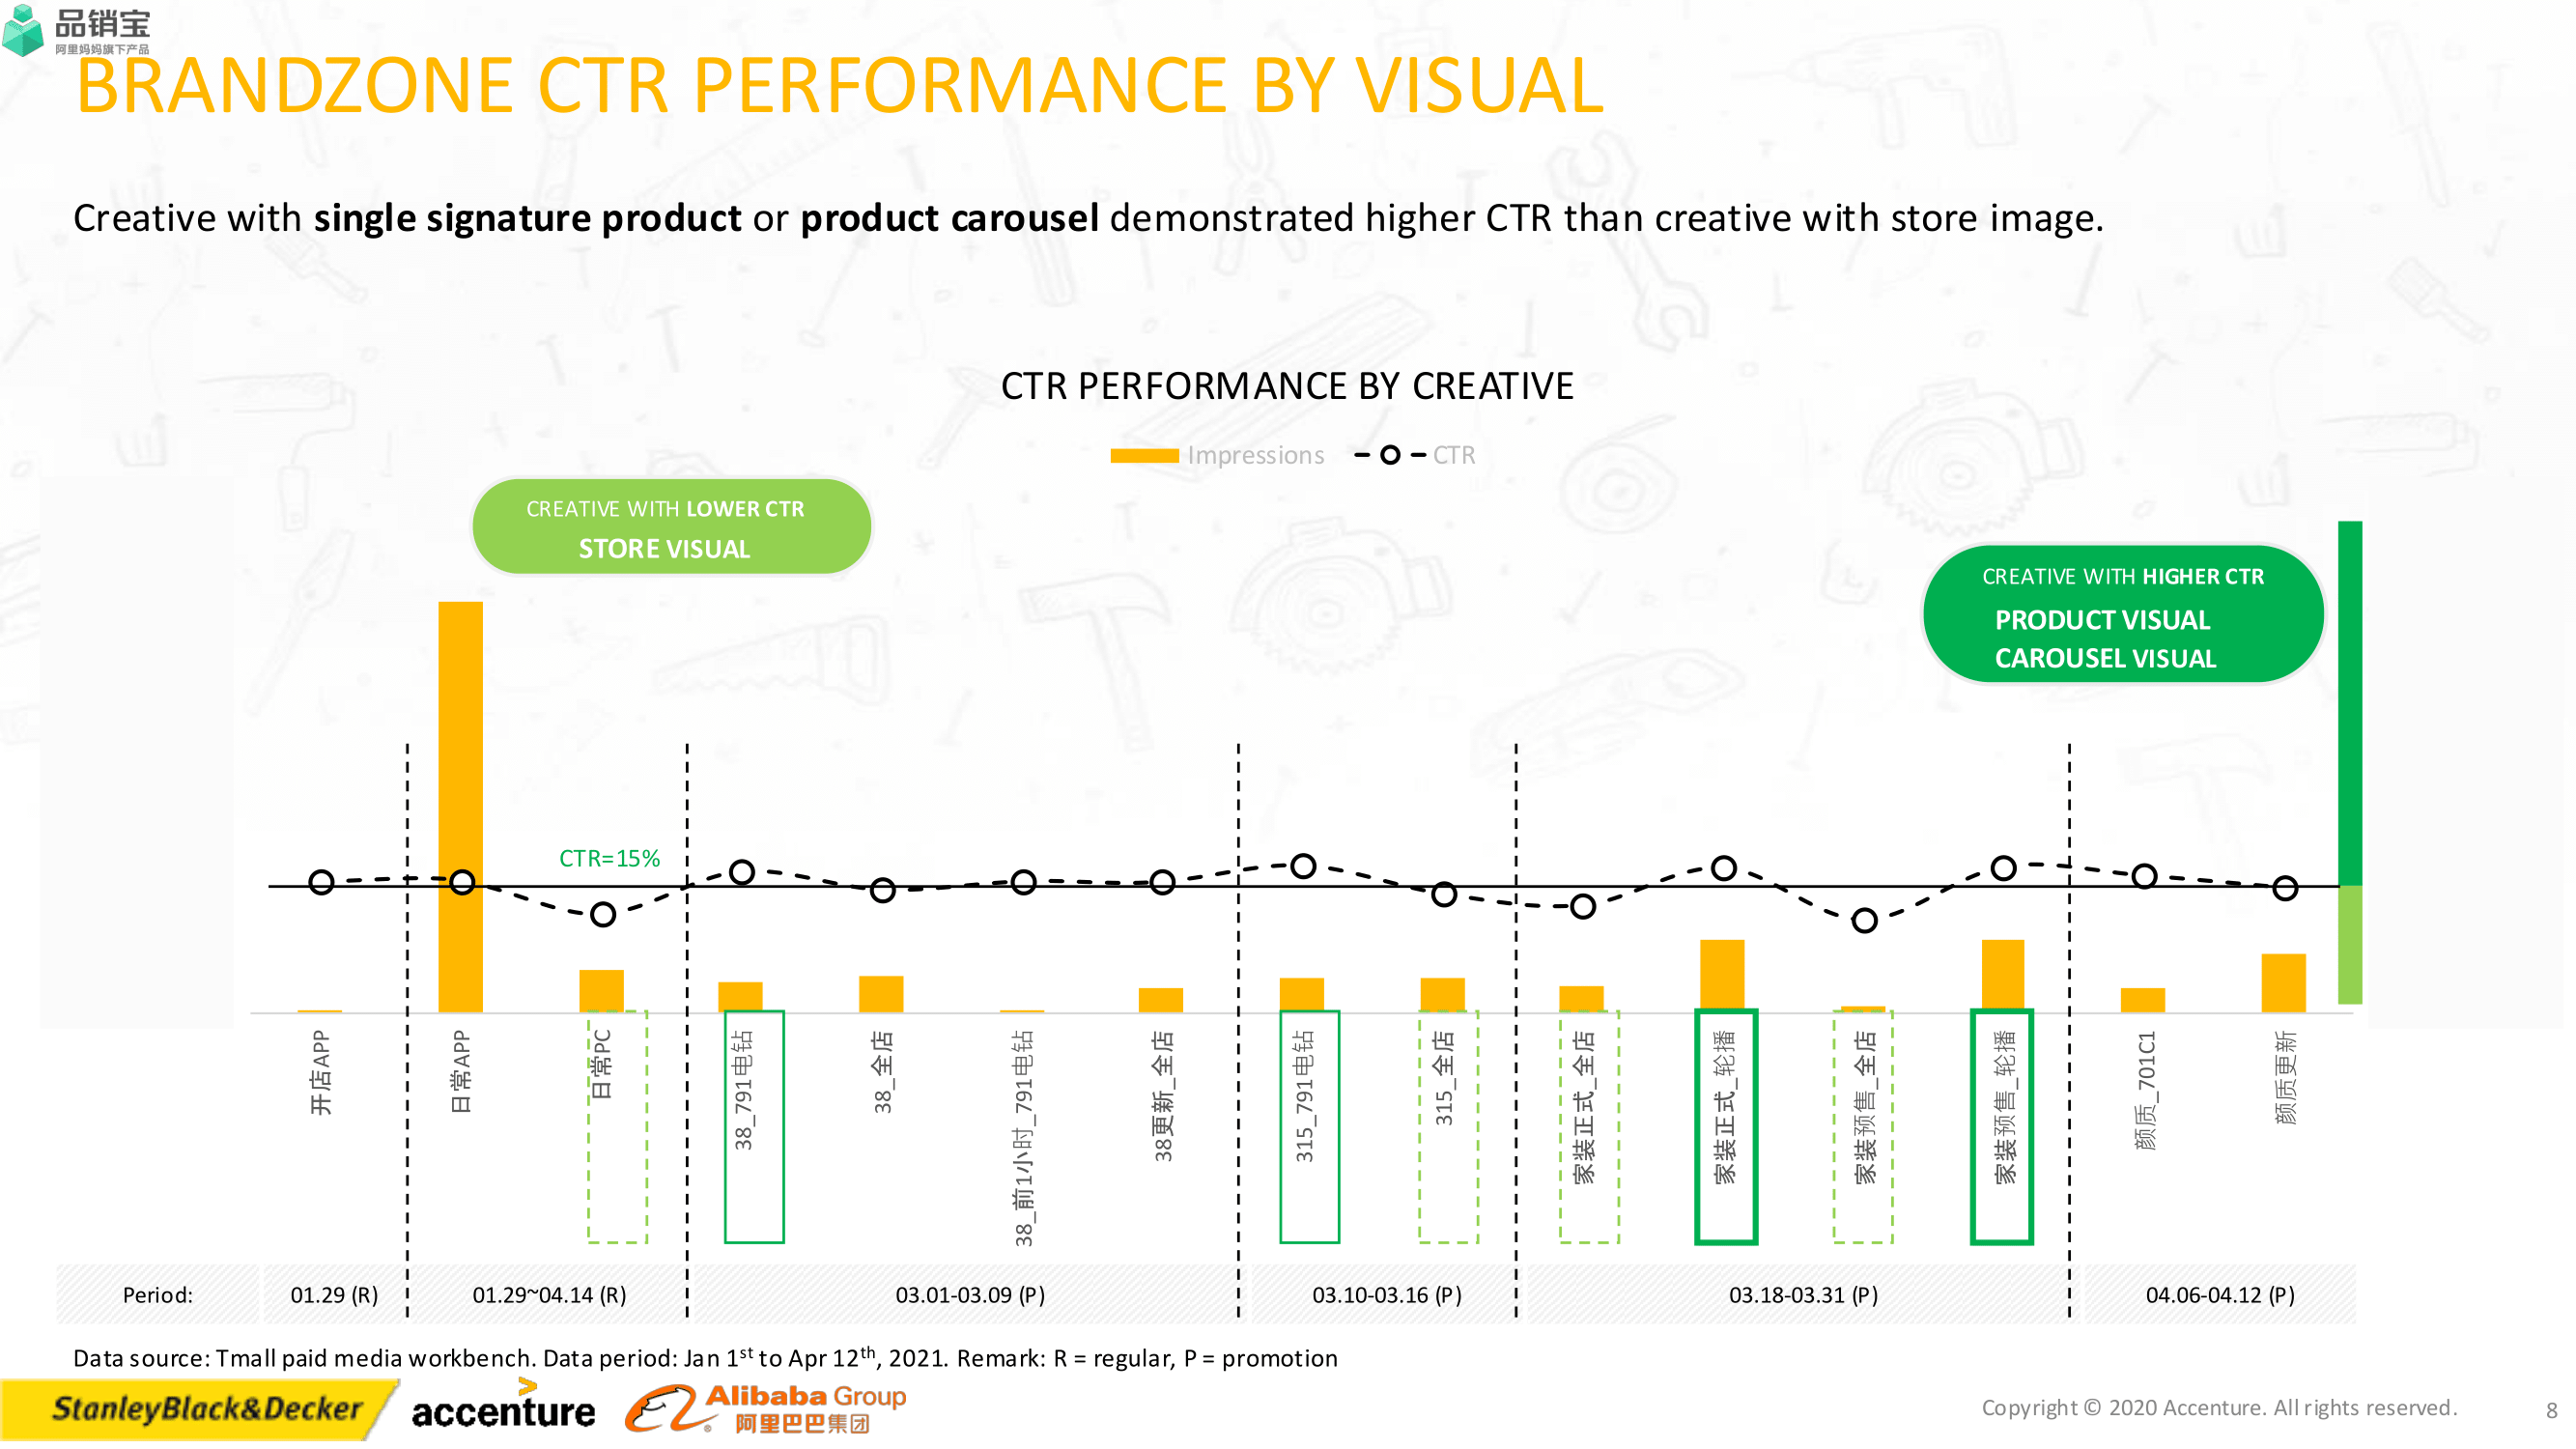 品销宝
阿里妈妈旗下产品
BRANDZONE CTR PERFORMANCE BY VISUAL
Creative with single signature product or product carousel demonstrated higher CTR than creative with store image.
CTR PERFORMANCE BY CREATIVE
Impressions
CTR
CREATIVE WITH LOWER CTR
STORE VISUAL
CREATIVE WITH HIGHER CTR
PRODUCT VISUAL
CAROUSEL VISUAL
CTR=15%
开店APP
日常APP
日常PC
38_791电钻
38_全店
38_前1小时_791电钻
38更新_全店
315_791电钻
315_全店
家装正式_全店
家装正式_轮播
家装预售_全店
家装预售_轮播
颜质_701C1
颜质更新
Period:
01.29 (R)
01.29~04.14 (R)
03.01-03.09 (P)
03.10-03.16 (P)
03.18-03.31 (P)
04.06-04.12 (P)
Data source: Tmall paid media workbench. Data period: Jan 1st to Apr 12th, 2021. Remark: R = regular, P = promotion
StanleyBlack&Decker
accenture
Alibaba Group
阿里巴巴集团
Copyright © 2020 Accenture. All rights reserved.
8